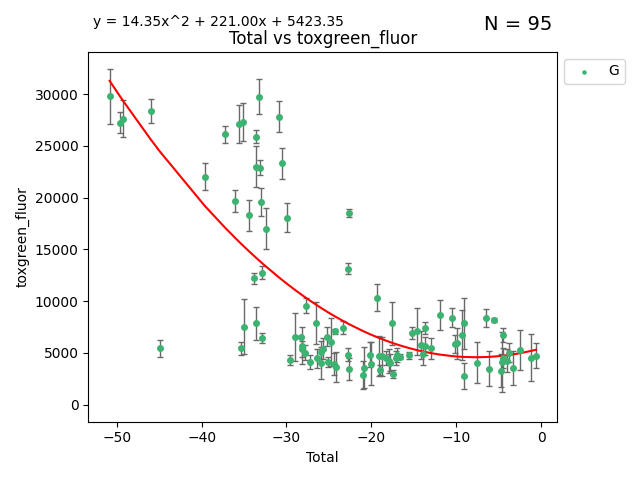 y = 14.35x^2 + 221.00x + 5423.35
N = 95
Total vs toxgreen_fluor
G
30000
25000
20000
15000
10000
5000
0
toxgreen_fluor
−50 −40 −30 −20 −10 0
Total